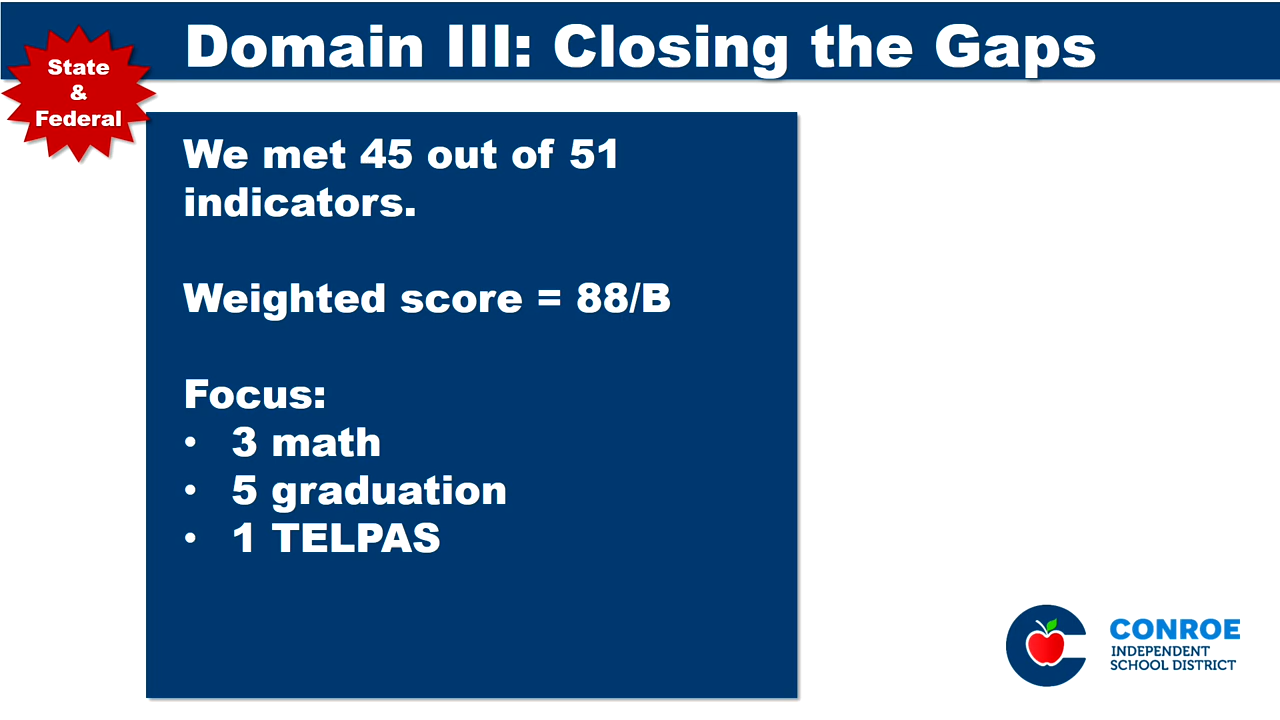 Domain III: Closing the Gaps
State
&
Federal
We met 45 out of 51
indicators.
Weighted score = 88/B
Focus:
• 3 math
• 5 graduation
• 1 TELPAS
CONROE
INDEPENDENT
SCHOOL DISTRICT